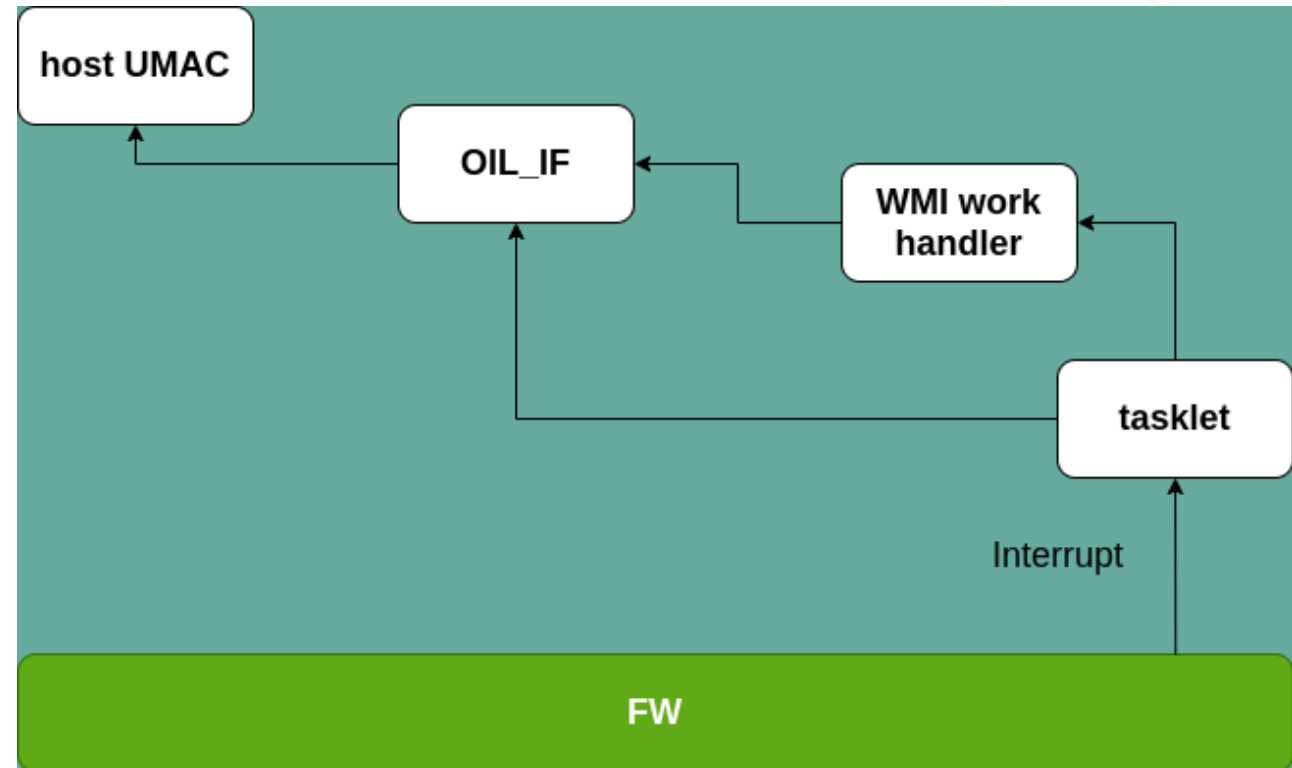 host UMAC
OIL_IF
WMI work
handler
tasklet
Interrupt
FW